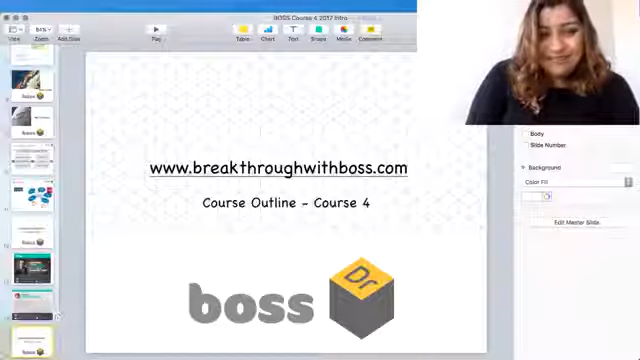 BOSS Course 4 2017 Intro
View
84%
Zoom
Add Slide
Play
Table
Chart
Text
Shape
Media
Comment
Body
Slide Number
Background
Color Fill
Edit Master Slide
www.breakthroughwithboss.com
Course Outline - Course 4
boss
Dr